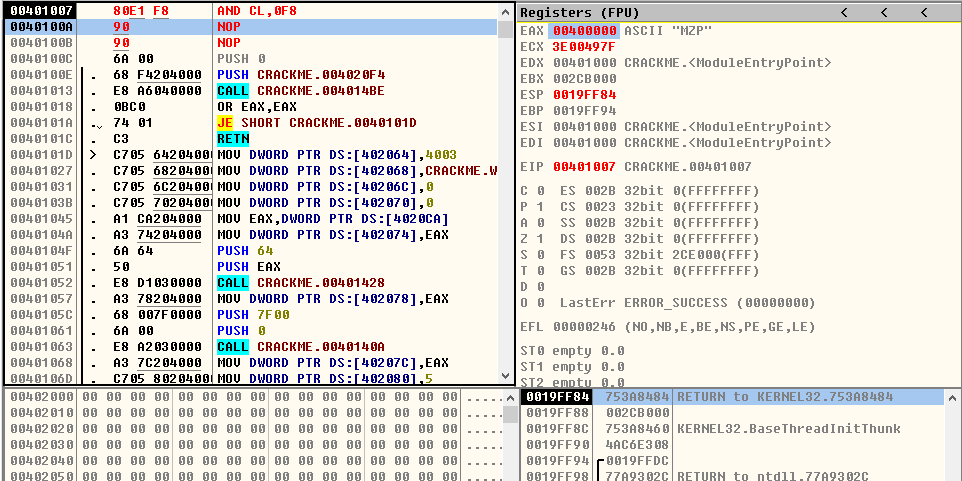 00401007 80E1 F8 AND CL,0F8
0040100A 90 NOP
0040100B 90 NOP
0040100C 6A 00 PUSH 0
0040100E . 68 F4204000 PUSH CRACKME.004020F4
00401013 . E8 A6040000 CALL CRACKME.004014BE
00401018 . 0BC0 OR EAX,EAX
0040101A .⌄ 74 01 JE SHORT CRACKME.0040101D
0040101C . C3 RETN
0040101D > C705 64204000 MOV DWORD PTR DS:[402064],4003
00401027 . C705 68204000 MOV DWORD PTR DS:[402068],CRACKME.W
00401031 . C705 6C204000 MOV DWORD PTR DS:[40206C],0
0040103B . C705 70204000 MOV DWORD PTR DS:[402070],0
00401045 . A1 CA204000 MOV EAX,DWORD PTR DS:[4020CA]
0040104A . A3 74204000 MOV DWORD PTR DS:[402074],EAX
0040104F . 6A 64 PUSH 64
00401051 . 50 PUSH EAX
00401052 . E8 D1030000 CALL CRACKME.00401428
00401057 . A3 78204000 MOV DWORD PTR DS:[402078],EAX
0040105C . 68 007F0000 PUSH 7F00
00401061 . 6A 00 PUSH 0
00401063 . E8 A2030000 CALL CRACKME.0040140A
00401068 . A3 7C204000 MOV DWORD PTR DS:[40207C],EAX
0040106D . C705 80204000 MOV DWORD PTR DS:[402080],5
Registers (FPU) < < <
EAX 00400000 ASCII "MZP"
ECX 3E00497F
EDX 00401000 CRACKME.<ModuleEntryPoint>
EBX 002CB000
ESP 0019FF84
EBP 0019FF94
ESI 00401000 CRACKME.<ModuleEntryPoint>
EDI 00401000 CRACKME.<ModuleEntryPoint>
EIP 00401007 CRACKME.00401007
C 0 ES 002B 32bit 0(FFFFFFFF)
P 1 CS 0023 32bit 0(FFFFFFFF)
A 0 SS 002B 32bit 0(FFFFFFFF)
Z 1 DS 002B 32bit 0(FFFFFFFF)
S 0 FS 0053 32bit 2CE000(FFF)
T 0 GS 002B 32bit 0(FFFFFFFF)
D 0
O 0 LastErr ERROR_SUCCESS (00000000)
EFL 00000246 (NO,NB,E,BE,NS,PE,GE,LE)
ST0 empty 0.0
ST1 empty 0.0
ST2 empty 0.0
00402000 00 00 00 00 00 00 00 00 00 00 00 00 00 00 00 00 .....
00402010 00 00 00 00 00 00 00 00 00 00 00 00 00 00 00 00 .....
00402020 00 00 00 00 00 00 00 00 00 00 00 00 00 00 00 00 .....
00402030 00 00 00 00 00 00 00 00 00 00 00 00 00 00 00 00 .....
00402040 00 00 00 00 00 00 00 00 00 00 00 00 00 00 00 00 .....
00402050 00 00 00 00 00 00 00 00 00 00 00 00 00 00 00 00 .....
0019FF84 753A8484 RETURN to KERNEL32.753A8484
0019FF88 002CB000
0019FF8C 753A8460 KERNEL32.BaseThreadInitThunk
0019FF90 4AC6E308
0019FF94 0019FFDC
0019FF98 77A9302C RETURN to ntdll.77A9302C